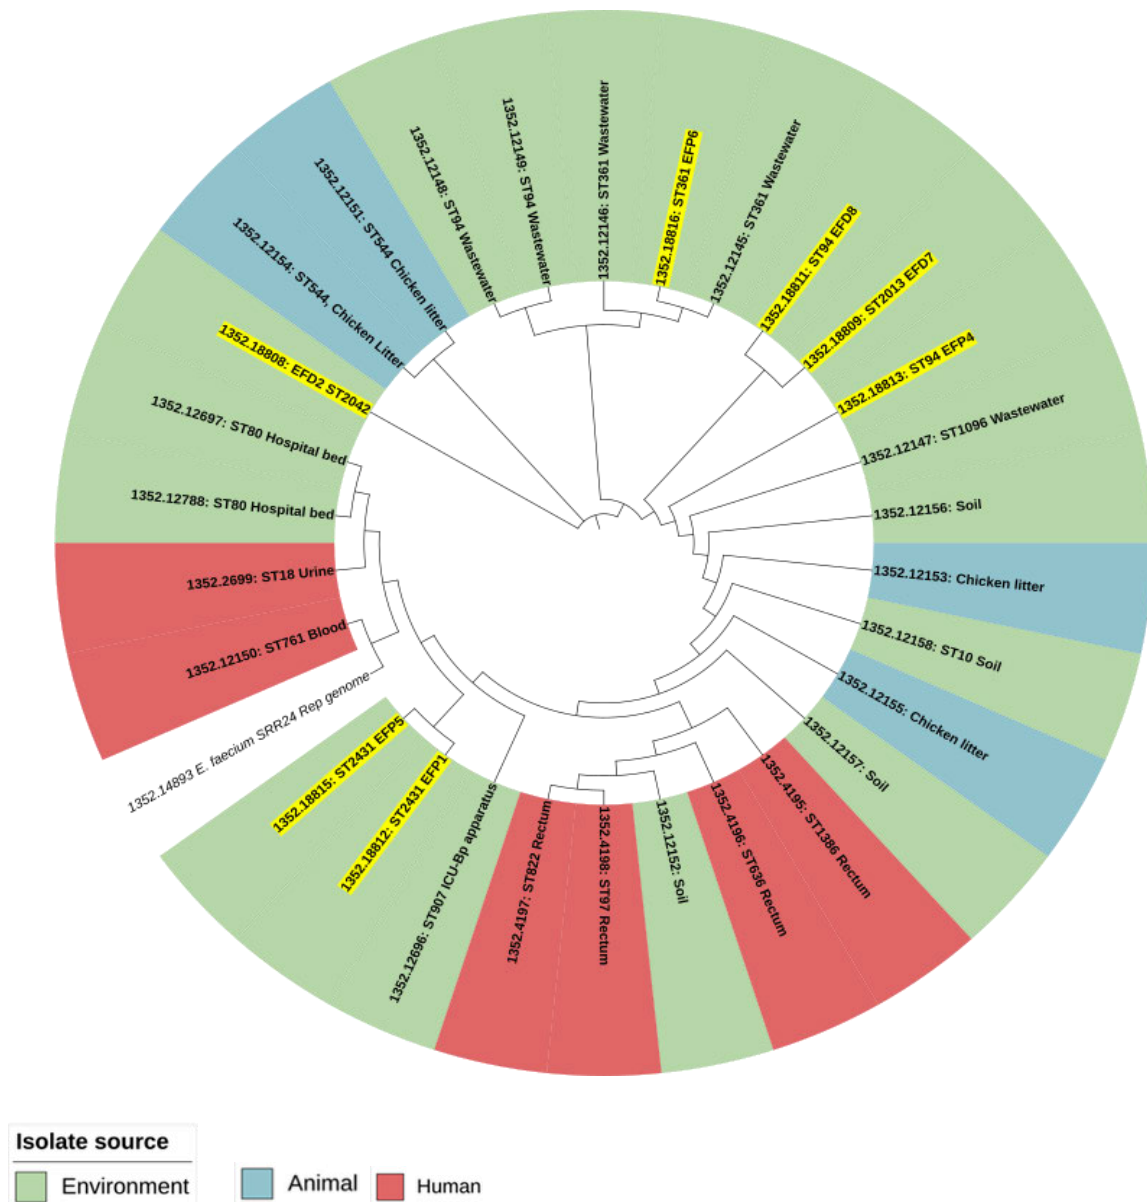 1352.12146: ST361 Wastewater
1352.18816: ST361 EFP6
1352.12145: ST361 Wastewater
1352.18811: ST94 EFD8
1352.18809: ST2013 EFD7
1352.18813: ST94 EFP4
1352.12147: ST1096 Wastewater
1352.12156: Soil
1352.12153: Chicken litter
1352.12158: ST10 Soil
1352.12155: Chicken litter
1352.12157: Soil
1352.4195: ST1386 Rectum
1352.4196: ST636 Rectum
1352.12152: Soil
1352.4198: ST97 Rectum
1352.4197: ST822 Rectum
1352.12696: ST907 ICU-Bp apparatus
1352.18812: ST2431 EFP1
1352.18815: ST2431 EFP5
1352.14893 E. faecium SRR24 Rep genome
1352.12150: ST761 Blood
1352.2699: ST18 Urine
1352.12788: ST80 Hospital bed
1352.12697: ST80 Hospital bed
1352.18808: EFD2 ST2042
1352.12154: ST544, Chicken Litter
1352.12151: ST544 Chicken litter
1352.12148: ST94 Wastewater
1352.12149: ST94 Wastewater
Isolate source
Environment
Animal
Human